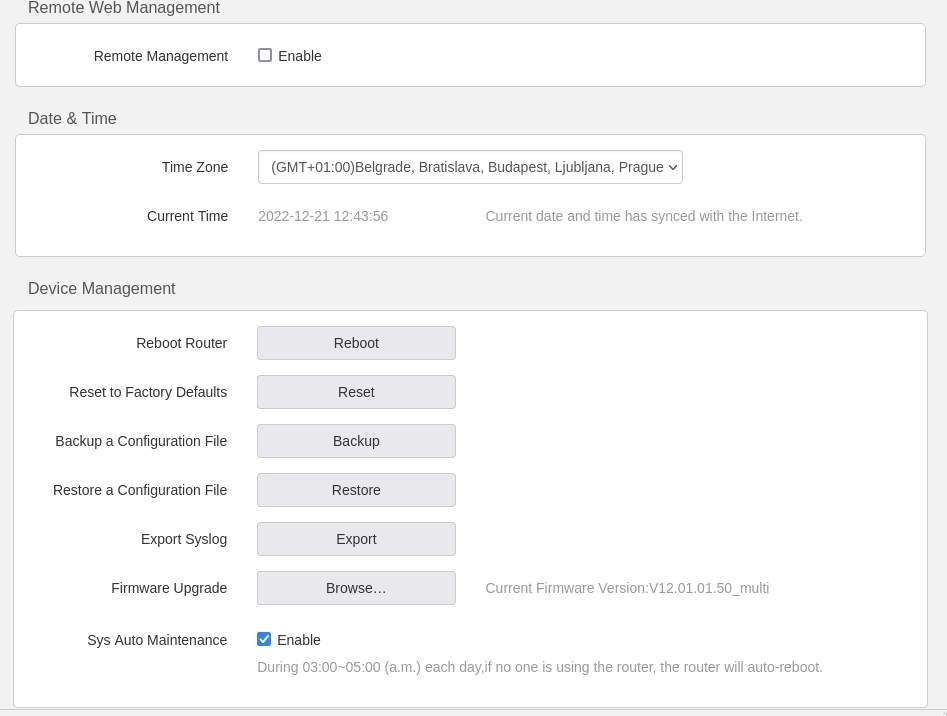 Remote Web Management
Remote Management Enable
Date & Time
Time Zone (GMT+01:00)Belgrade, Bratislava, Budapest, Ljubljana, Prague
Current Time 2022-12-21 12:43:56 Current date and time has synced with the Internet.
Device Management
Reboot Router Reboot
Reset to Factory Defaults Reset
Backup a Configuration File Backup
Restore a Configuration File Restore
Export Syslog Export
Firmware Upgrade Browse… Current Firmware Version:V12.01.01.50_multi
Sys Auto Maintenance Enable
During 03:00~05:00 (a.m.) each day,if no one is using the router, the router will auto-reboot.